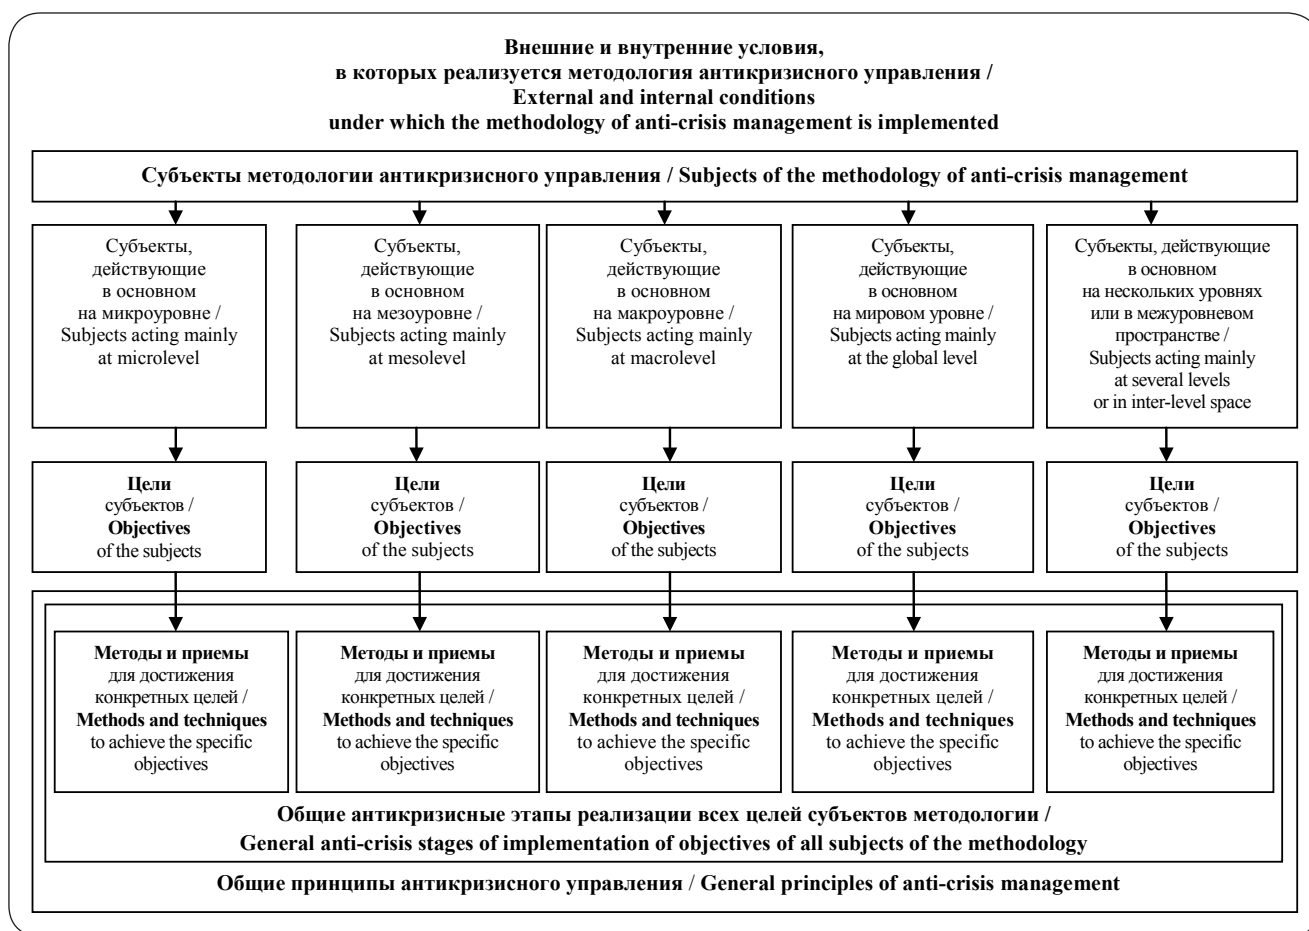 Внешние и внутренние условия,
в которых реализуется методология антикризисного управления /
External and internal conditions
under which the methodology of anti-crisis management is implemented
Субъекты методологии антикризисного управления / Subjects of the methodology of anti-crisis management
Субъекты,
действующие
в основном
на микроуровне /
Subjects acting mainly
at microlevel
Субъекты,
действующие
в основном
на мезоуровне /
Subjects acting mainly
at mesolevel
Субъекты,
действующие
в основном
на макроуровне /
Subjects acting mainly
at macrolevel
Субъекты,
действующие
в основном
на мировом уровне /
Subjects acting mainly
at the global level
Субъекты, действующие
в основном
на нескольких уровнях
или в межуровневом
пространстве /
Subjects acting mainly
at several levels
or in inter-level space
Цели
субъектов /
Objectives
of the subjects
Цели
субъектов /
Objectives
of the subjects
Цели
субъектов /
Objectives
of the subjects
Цели
субъектов /
Objectives
of the subjects
Цели
субъектов /
Objectives
of the subjects
Методы и приемы
для достижения
конкретных целей /
Methods and techniques
to achieve the specific
objectives
Методы и приемы
для достижения
конкретных целей /
Methods and techniques
to achieve the specific
objectives
Методы и приемы
для достижения
конкретных целей /
Methods and techniques
to achieve the specific
objectives
Методы и приемы
для достижения
конкретных целей /
Methods and techniques
to achieve the specific
objectives
Методы и приемы
для достижения
конкретных целей /
Methods and techniques
to achieve the specific
objectives
Общие антикризисные этапы реализации всех целей субъектов методологии /
General anti-crisis stages of implementation of objectives of all subjects of the methodology
Общие принципы антикризисного управления / General principles of anti-crisis management